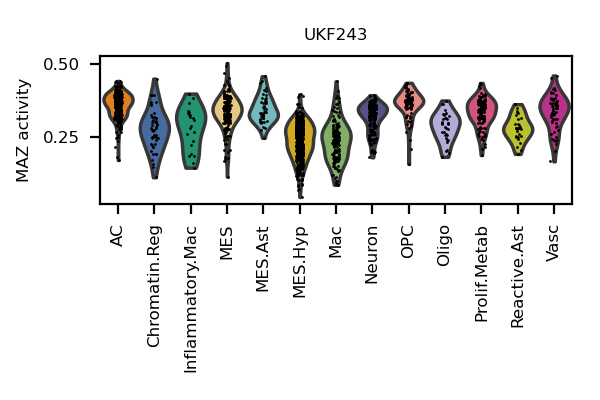 UKF243
MAZ activity
0.50
0.25
AC
Chromatin.Reg
Inflammatory.Mac
MES
MES.Ast
MES.Hyp
Mac
Neuron
OPC
Oligo
Prolif.Metab
Reactive.Ast
Vasc